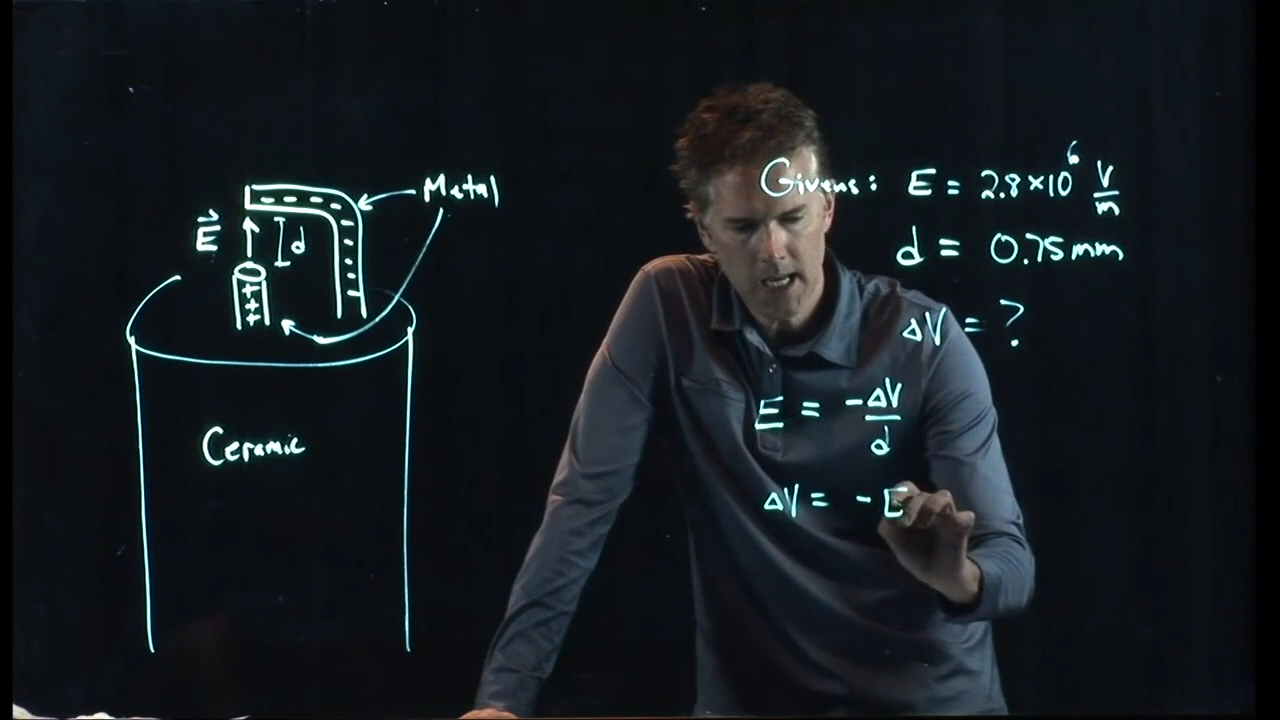 Metal
E⃗
d
Ceramic
Givens: E = 2.8×10⁶ V/m
d = 0.75mm
ΔV = ?
E = -ΔV/d
ΔV = -E